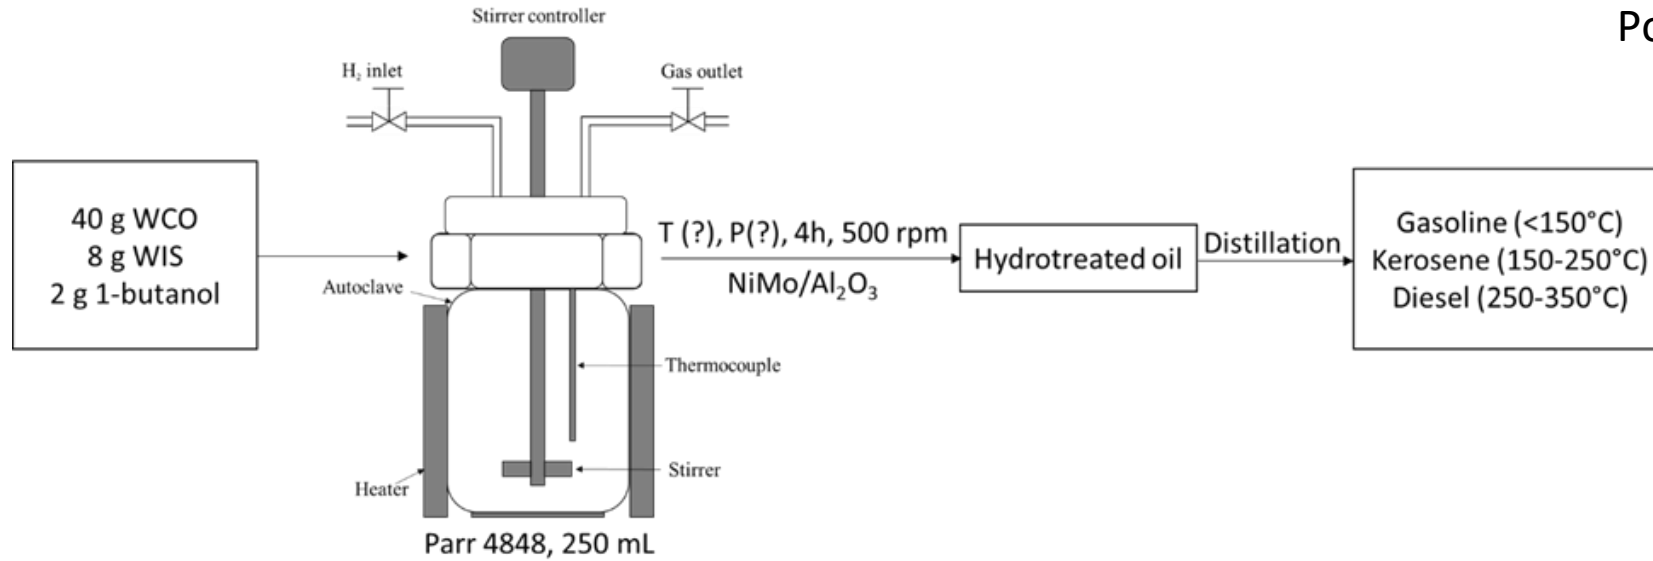 Po
Stirrer controller
H₂ inlet
Gas outlet
40 g WCO
8 g WIS
2 g 1-butanol
T (?), P(?), 4h, 500 rpm
NiMo/Al₂O₃
Hydrotreated oil
Distillation
Gasoline (<150°C)
Kerosene (150-250°C)
Diesel (250-350°C)
Autoclave
Thermocouple
Stirrer
Heater
Parr 4848, 250 mL